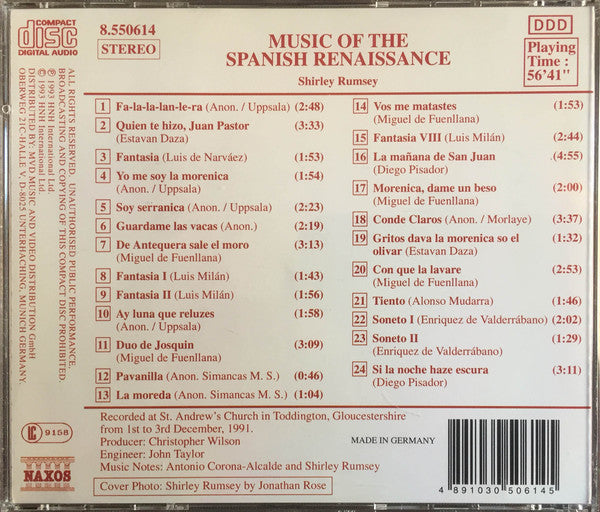 COMPACT
disc
DIGITAL AUDIO
8.550614
STEREO
MUSIC OF THE
SPANISH RENAISSANCE
Shirley Rumsey
DDD
Playing
Time :
56'41"
1 Fa-la-la-lan-le-ra (Anon. / Uppsala) (2:48)
2 Quien te hizo, Juan Pastor (3:33)
(Estavan Daza)
3 Fantasia (Luis de Narváez) (1:53)
4 Yo me soy la morenica (1:54)
(Anon. / Uppsala)
5 Soy serranica (Anon. / Uppsala) (2:23)
6 Guardame las vacas (Anon.) (2:19)
7 De Antequera sale el moro (3:13)
(Miguel de Fuenllana)
8 Fantasia I (Luis Milán) (1:43)
9 Fantasia II (Luis Milán) (1:56)
10 Ay luna que reluzes (1:58)
(Anon. / Uppsala)
11 Duo de Josquin (3:09)
(Miguel de Fuenllana)
12 Pavanilla (Anon. Simancas M. S.) (0:46)
13 La moreda (Anon. Simancas M. S.) (1:04)
14 Vos me matastes (1:53)
(Miguel de Fuenllana)
15 Fantasia VIII (Luis Milán) (2:44)
16 La mañana de San Juan (4:55)
(Diego Pisador)
17 Morenica, dame un beso (2:00)
(Miguel de Fuenllana)
18 Conde Claros (Anon. / Morlaye) (3:37)
19 Gritos dava la morenica so el (1:32)
olivar (Estavan Daza)
20 Con que la lavare (2:53)
(Miguel de Fuenllana)
21 Tiento (Alonso Mudarra) (1:46)
22 Soneto I (Enriquez de Valderrábano) (2:02)
23 Soneto II (1:29)
(Enriquez de Valderrábano)
24 Si la noche haze escura (3:11)
(Diego Pisador)
Recorded at St. Andrew's Church in Toddington, Gloucestershire
from 1st to 3rd December, 1991.
Producer: Christopher Wilson
Engineer: John Taylor
Music Notes: Antonio Corona-Alcalde and Shirley Rumsey
Cover Photo: Shirley Rumsey by Jonathan Rose
MADE IN GERMANY
4 891030 506145
ALL RIGHTS RESERVED. UNAUTHORISED PUBLIC PERFORMANCE,
BROADCASTING AND COPYING OF THIS COMPACT DISC PROHIBITED.
℗ 1993 HNH International Ltd.
© 1993 HNH International Ltd.
DISTRIBUTED BY: MVD MUSIC AND VIDEO DISTRIBUTION GmbH
OBERWEG 21C-HALLE V, D-8025 UNTERHACHING, MUNICH GERMANY.
LC 9158
NAXOS